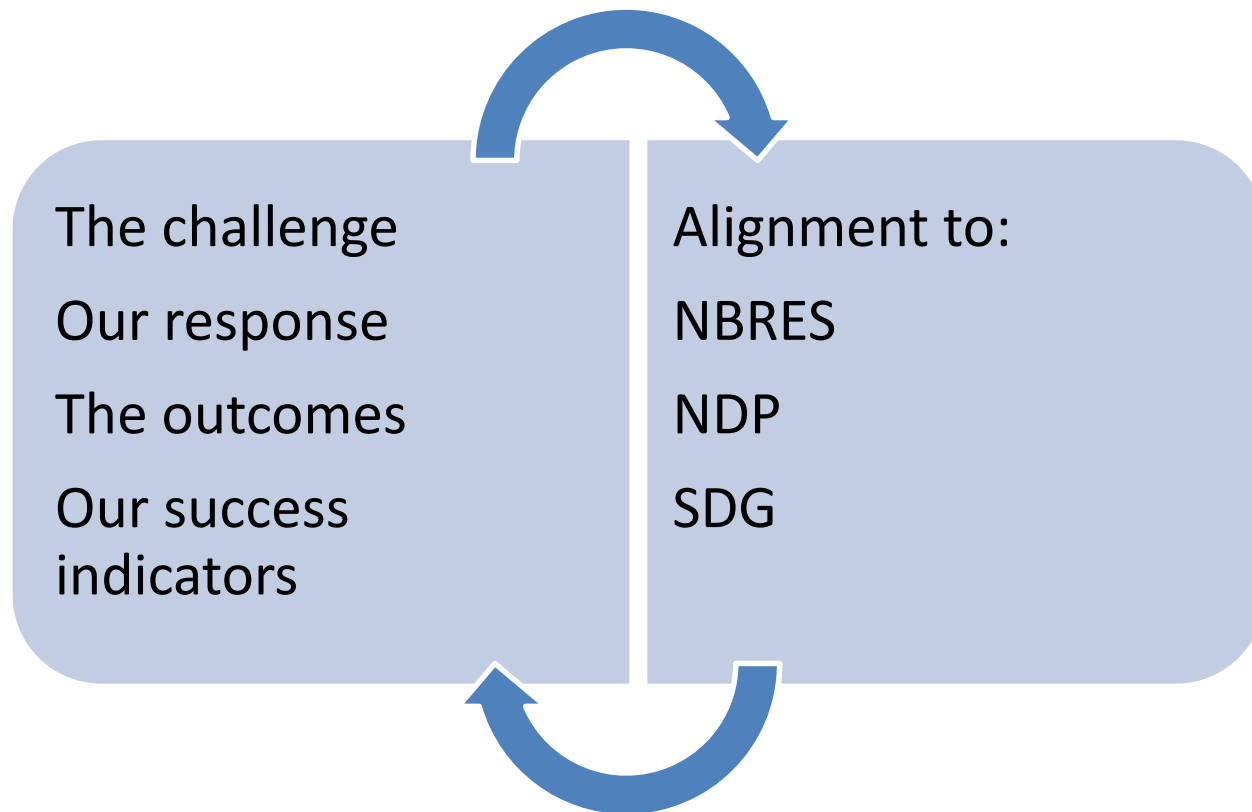 The challenge
Our response
The outcomes
Our success
indicators
Alignment to:
NBRES
NDP
SDG